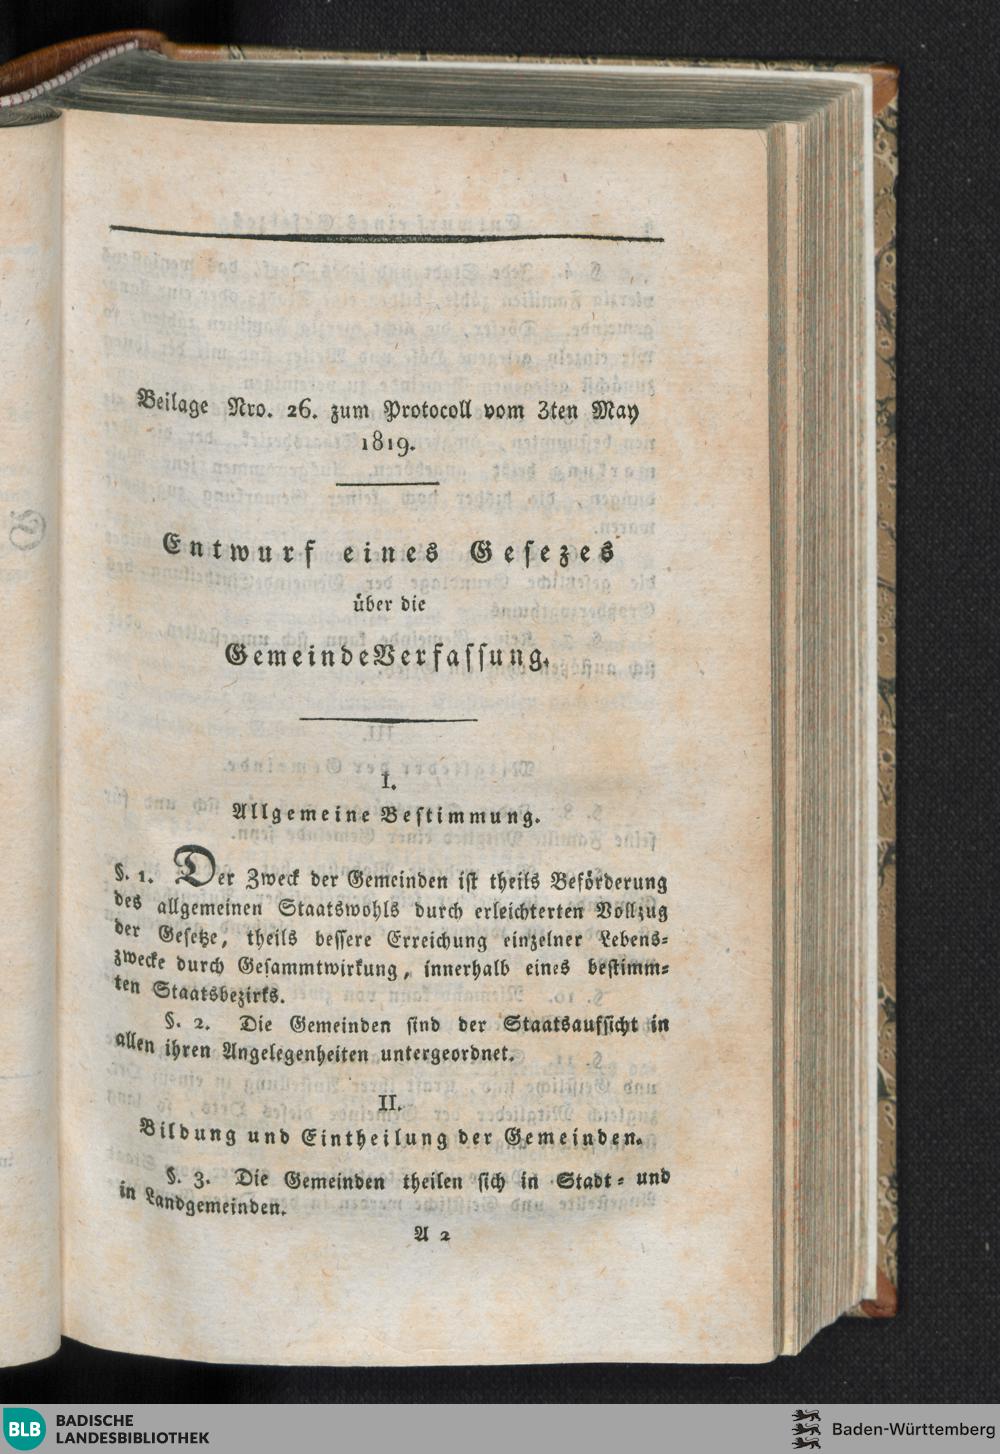 Beilage Nro. 26. zum Protocoll vom 3ten May
1819.
Entwurf eines Gesezes
über die
GemeindeVerfassung.
I.
Allgemeine Bestimmung.
§. 1. Der Zweck der Gemeinden ist theils Beförderung
des allgemeinen Staatswohls durch erleichterten Vollzug
der Gesetze, theils bessere Erreichung einzelner Lebens-
zwecke durch Gesammtwirkung, innerhalb eines bestimm-
ten Staatsbezirks.
§. 2. Die Gemeinden sind der Staatsaufsicht in
allen ihren Angelegenheiten untergeordnet.
II.
Bildung und Eintheilung der Gemeinden.
§. 3. Die Gemeinden theilen sich in Stadt- und
in Landgemeinden.
A 2
BLB BADISCHE
LANDESBIBLIOTHEK
Baden-Württemberg